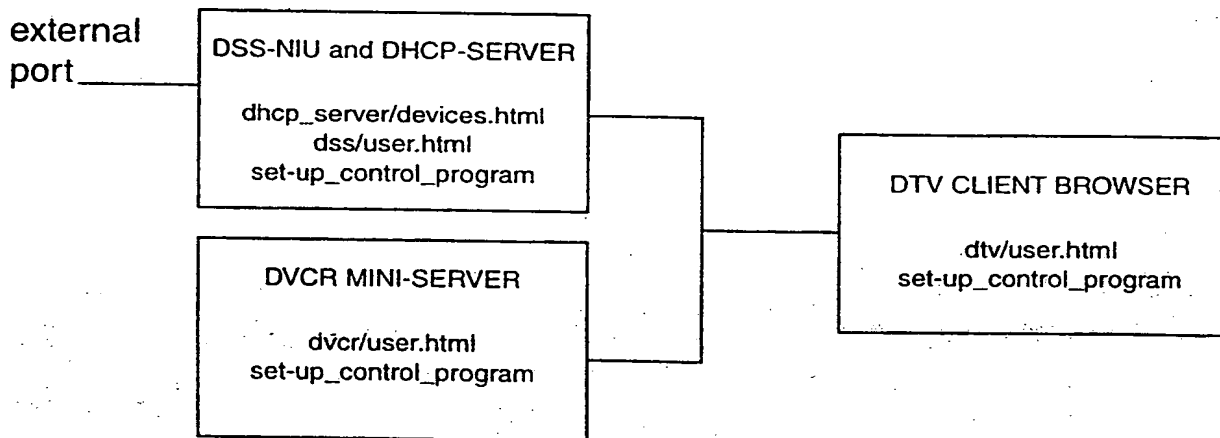 external
port
DSS-NIU and DHCP-SERVER
dhcp_server/devices.html
dss/user.html
set-up_control_program
DVCR MINI-SERVER
dvcr/user.html
set-up_control_program
DTV CLIENT BROWSER
dtv/user.html
set-up_control_program